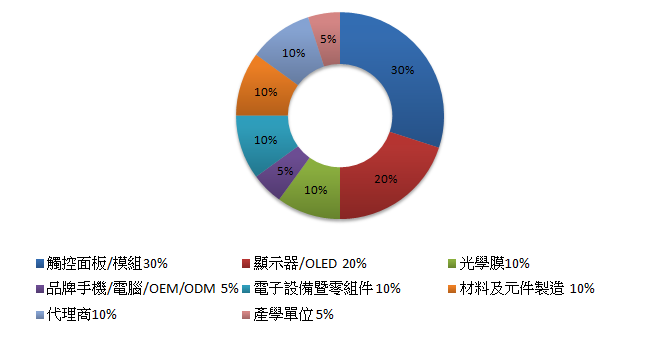 5%
10%
30%
10%
10%
5%
10%
20%
觸控面板/模組30%
顯示器/OLED 20%
光學膜10%
品牌手機/電腦/OEM/ODM 5%
電子設備暨零組件 10%
材料及元件製造 10%
代理商10%
產學單位 5%